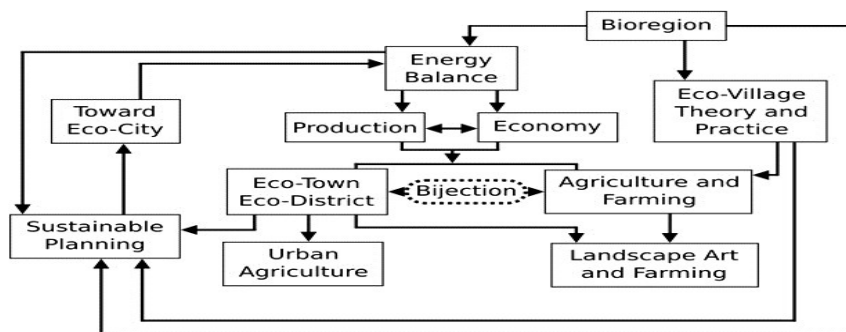 Bioregion
Energy
Balance
Eco-Village
Theory and
Practice
Toward
Eco-City
Production
Economy
Eco-Town
Eco-District
Bijection
Agriculture and
Farming
Sustainable
Planning
Urban
Agriculture
Landscape Art
and Farming